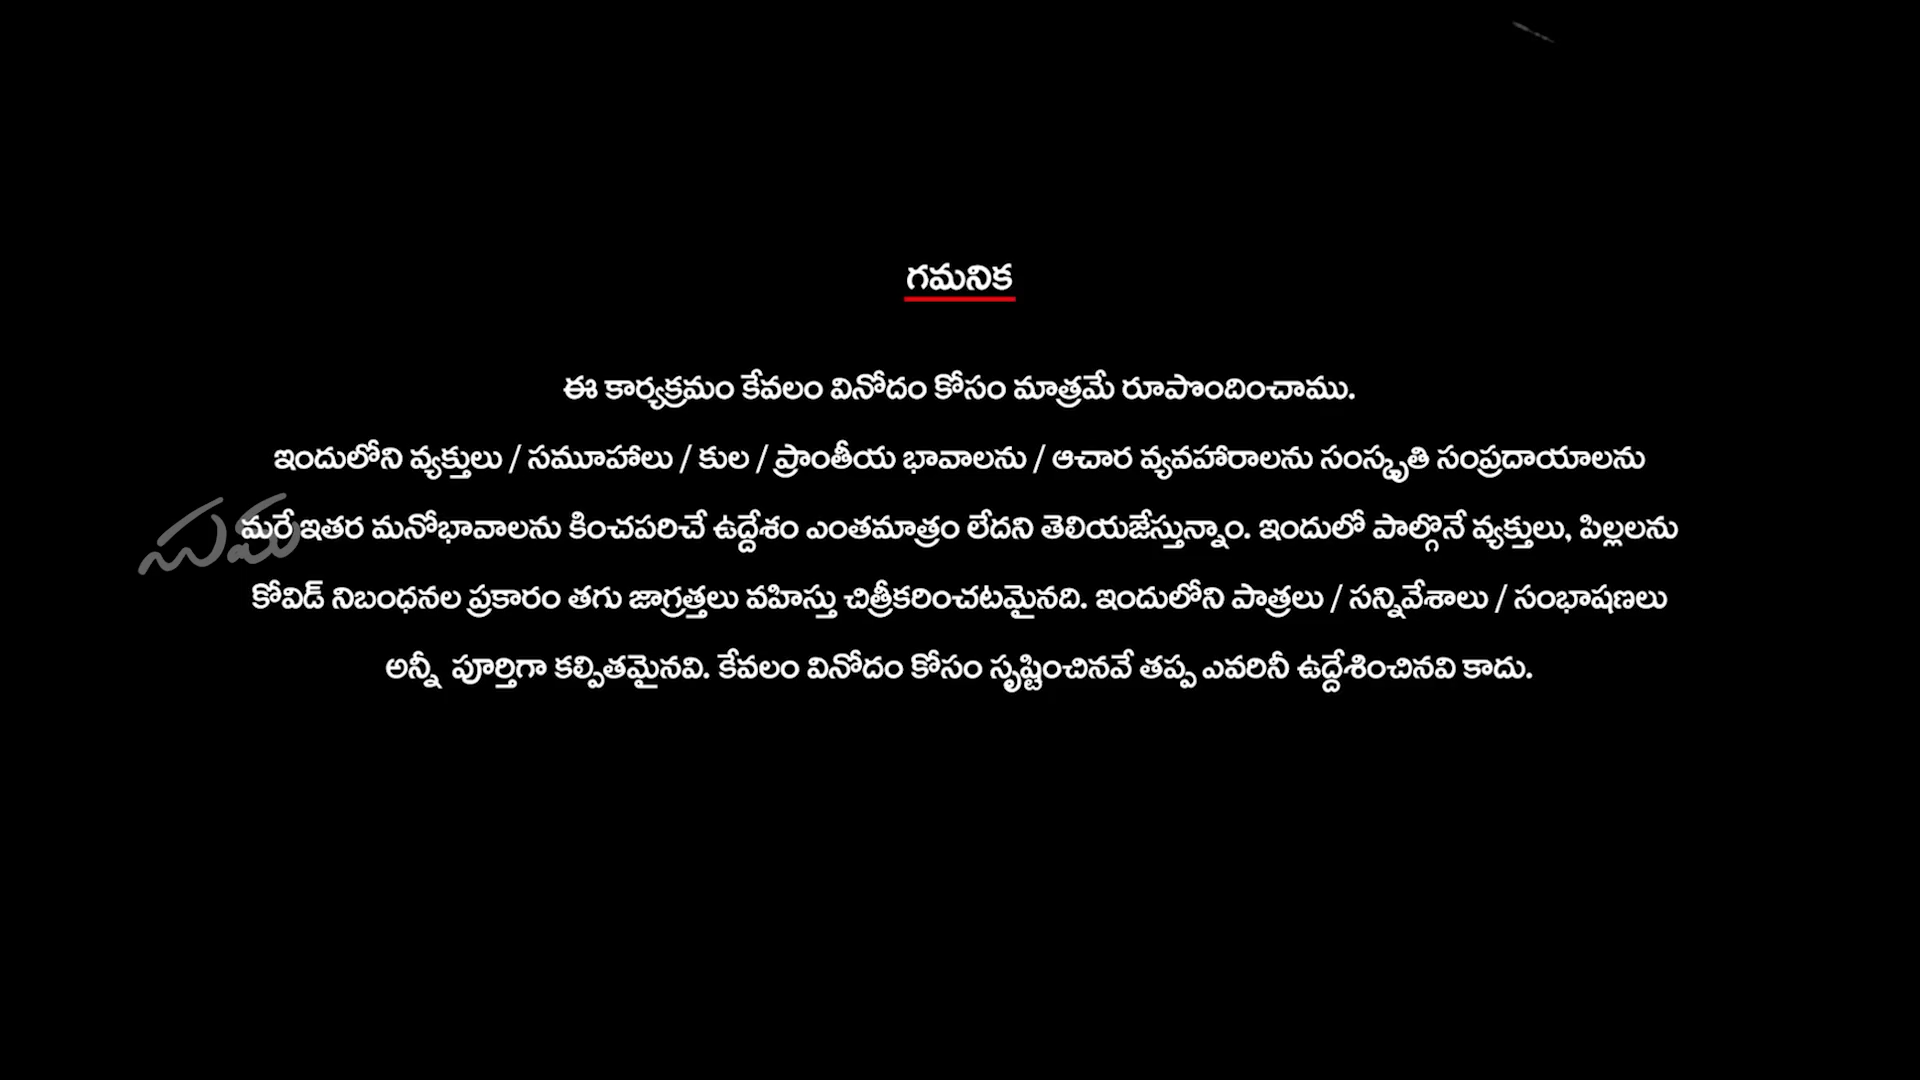 గమనిక
ఈ కార్యక్రమం కేవలం వినోదం కోసం మాత్రమే రూపొందించాము.
ఇందులోని వ్యక్తులు / సమూహాలు / కుల / ప్రాంతీయ భావాలను / ఆచార వ్యవహారాలను సంస్కృతి సంప్రదాయాలను
మరే ఇతర మనోభావాలను కించపరిచే ఉద్దేశం ఎంతమాత్రం లేదని తెలియజేస్తున్నాం. ఇందులో పాల్గొనే వ్యక్తులు, పిల్లలను
కోవిడ్ నిబంధనల ప్రకారం తగు జాగ్రత్తలు వహిస్తు చిత్రీకరించటమైనది. ఇందులోని పాత్రలు / సన్నివేశాలు / సంభాషణలు
అన్నీ పూర్తిగా కల్పితమైనవి. కేవలం వినోదం కోసం సృష్టించినవే తప్ప ఎవరినీ ఉద్దేశించినవి కాదు.